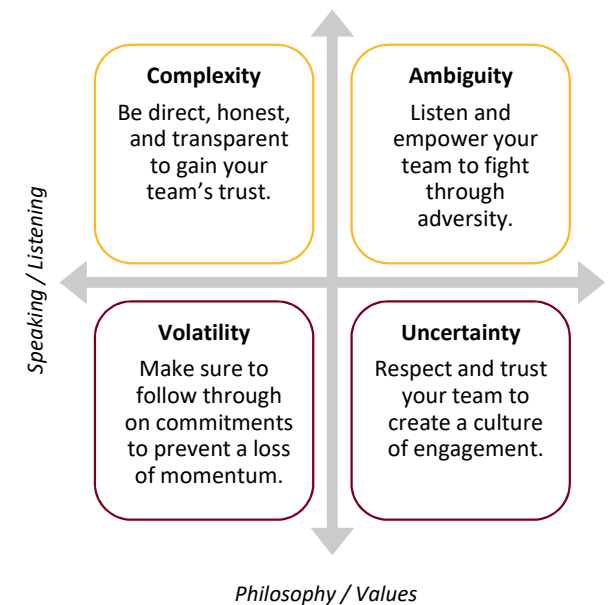 Complexity
Be direct, honest,
and transparent
to gain your
team’s trust.
Ambiguity
Listen and
empower your
team to fight
through
adversity.
Speaking / Listening
Volatility
Make sure to
follow through
on commitments
to prevent a loss
of momentum.
Uncertainty
Respect and trust
your team to
create a culture
of engagement.
Philosophy / Values